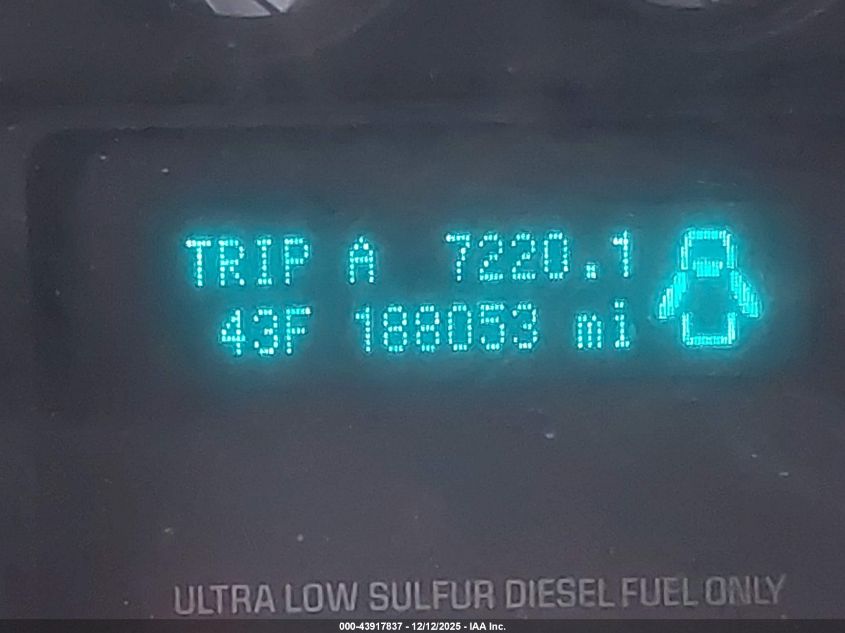 TRIP A 7220.1
43F 188053 mi
ULTRA LOW SULFUR DIESEL FUEL ONLY
000-43917837 - 12/12/2025 - IAA Inc.